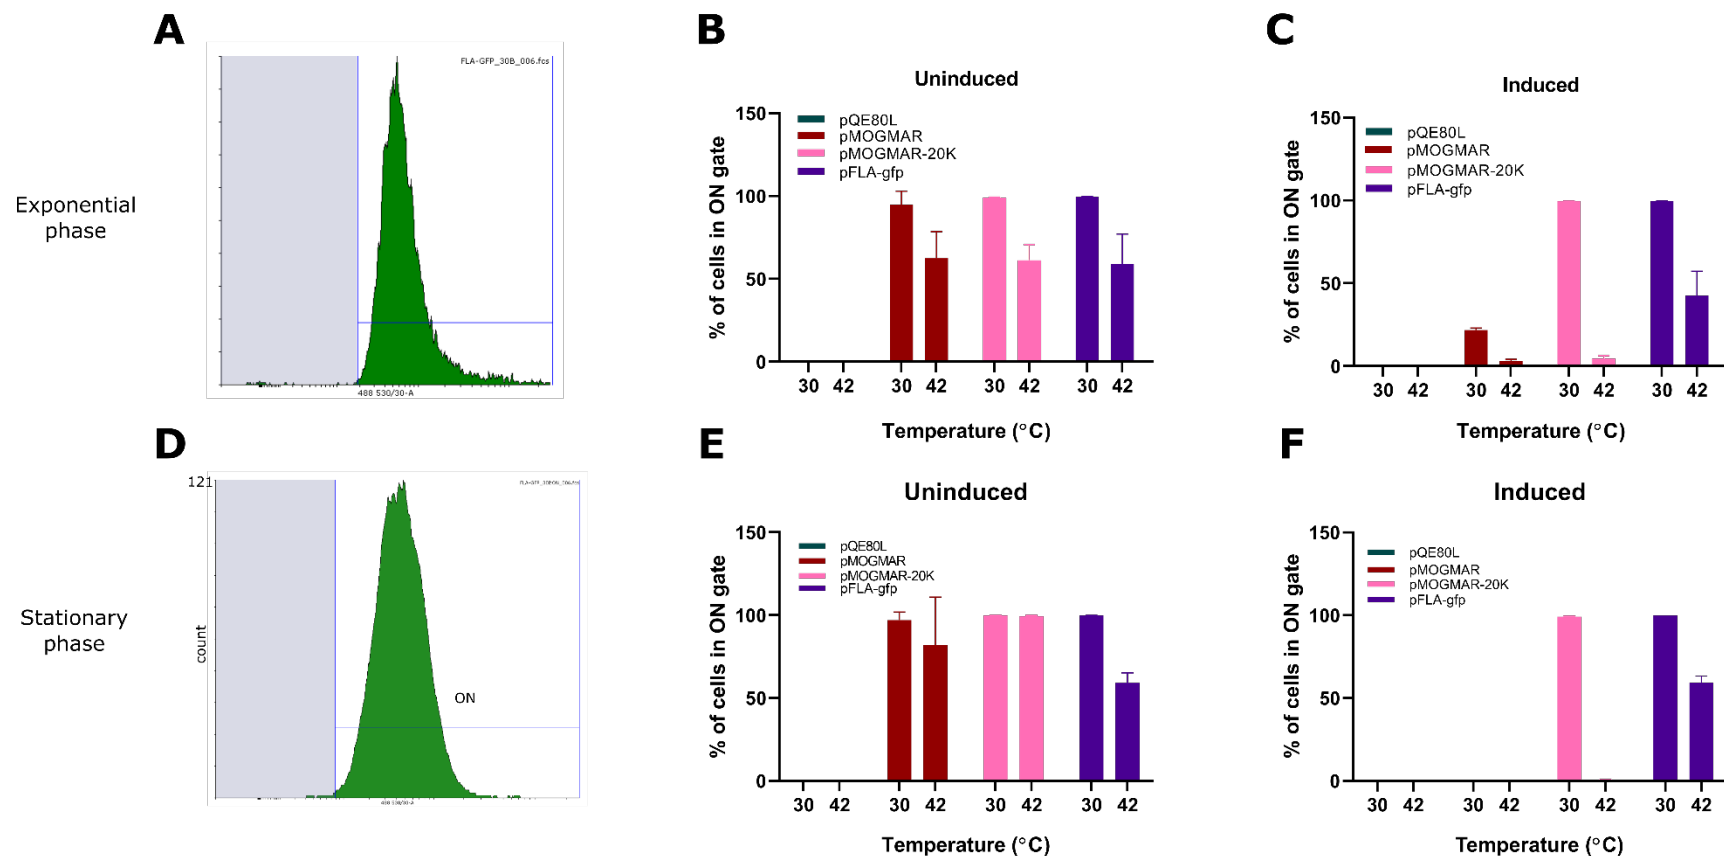 A
FLA-GFP_30B_006.fcs
488 530/30-A
Exponential
phase
B
Uninduced
% of cells in ON gate
150
100
50
0
pQE80L
pMOGMAR
pMOGMAR-20K
pFLA-gfp
30 42 30 42 30 42 30 42
Temperature (°C)
C
Induced
% of cells in ON gate
150
100
50
0
pQE80L
pMOGMAR
pMOGMAR-20K
pFLA-gfp
30 42 30 42 30 42 30 42
Temperature (°C)
Stationary
phase
D
121
count
ON
488 530/30-A
E
Uninduced
% of cells in ON gate
150
100
50
0
pQE80L
pMOGMAR
pMOGMAR-20K
pFLA-gfp
30 42 30 42 30 42 30 42
Temperature (°C)
F
Induced
% of cells in ON gate
150
100
50
0
pQE80L
pMOGMAR
pMOGMAR-20K
pFLA-gfp
30 42 30 42 30 42 30 42
Temperature (°C)